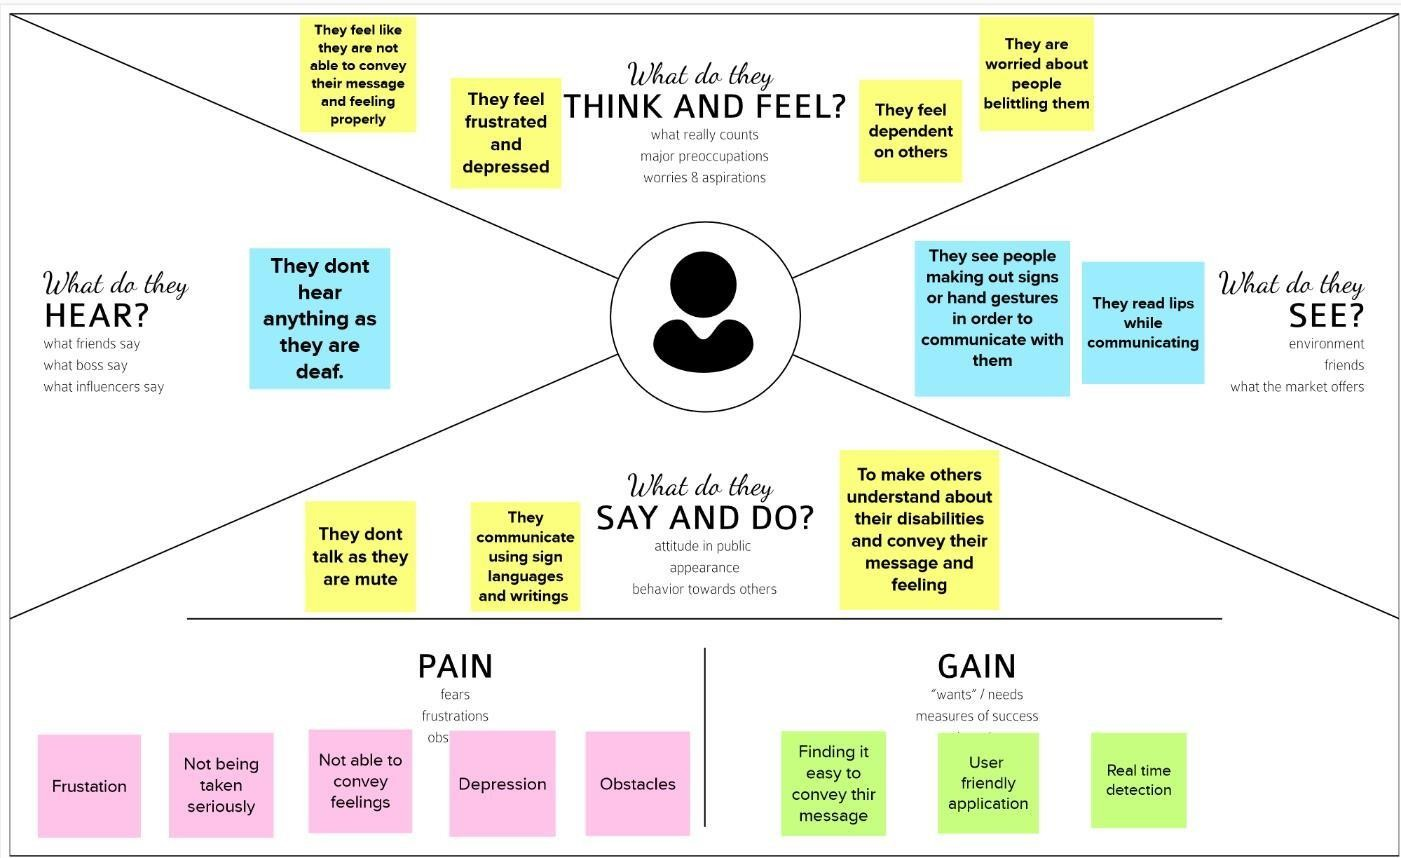 They feel like
they are not
able to convey
their message
and feeling
properly
They feel
frustrated
and
depressed
What do they
THINK AND FEEL?
what really counts
major preoccupations
worries & aspirations
They feel
dependent
on others
They are
worried about
people
belittling them
What do they
HEAR?
what friends say
what boss say
what influencers say
They dont
hear
anything as
they are
deaf.
They see people
making out signs
or hand gestures
in order to
communicate with
them
They read lips
while
communicating
What do they
SEE?
environment
friends
what the market offers
They dont
talk as they
are mute
They
communicate
using sign
languages
and writings
What do they
SAY AND DO?
attitude in public
appearance
behavior towards others
To make others
understand about
their disabilities
and convey their
message and
feeling
PAIN
fears
frustrations
obs
Frustation
Not being
taken
seriously
Not able to
convey
feelings
Depression
Obstacles
GAIN
“wants” / needs
measures of success
Finding it
easy to
convey thir
message
User
friendly
application
Real time
detection